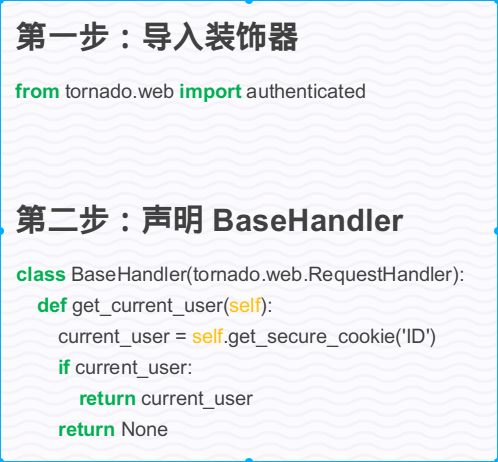 第一步：导入装饰器
from tornado.web import authenticated
第二步：声明 BaseHandler
class BaseHandler(tornado.web.RequestHandler):
def get_current_user(self):
current_user = self.get_secure_cookie('ID')
if current_user:
return current_user
return None